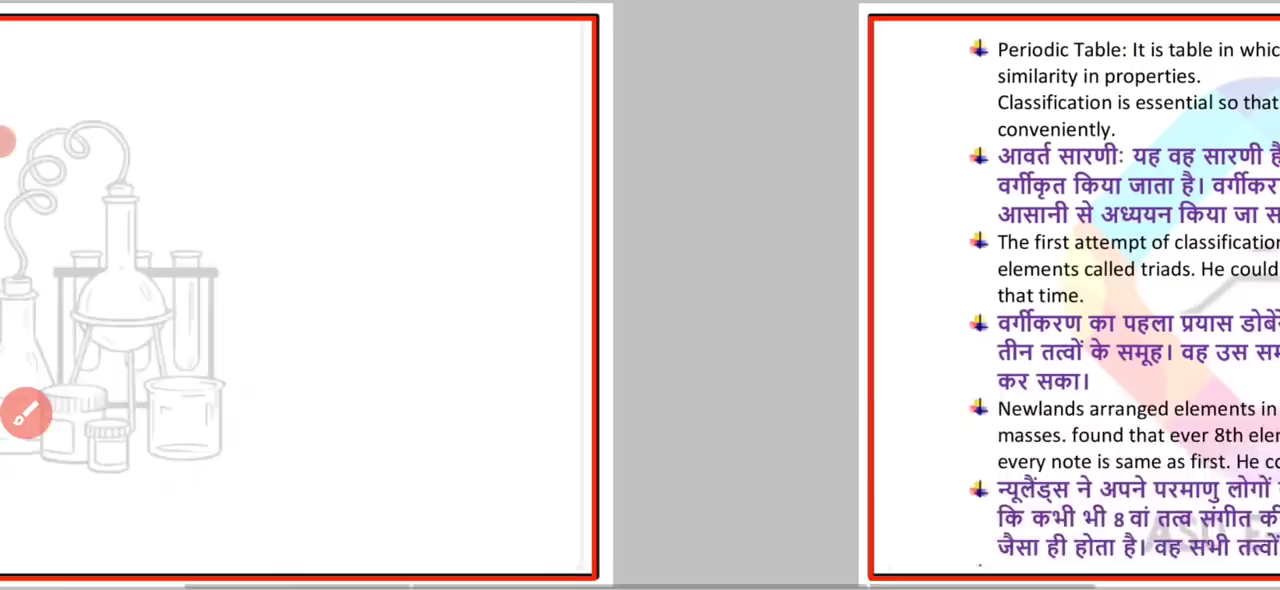 Periodic Table: It is table in whic
similarity in properties.
Classification is essential so that
conveniently.
आवर्त सारणी: यह वह सारणी है
वर्गीकृत किया जाता है। वर्गीकर
आसानी से अध्ययन किया जा स
The first attempt of classification
elements called triads. He could
that time.
वर्गीकरण का पहला प्रयास डोबे
तीन तत्वों के समूह। वह उस सम
कर सका।
Newlands arranged elements in
masses. found that ever 8th eler
every note is same as first. He co
न्यूलैंड्स ने अपने परमाणु लोगों
कि कभी भी 8 वां तत्व संगीत की
जैसा ही होता है। वह सभी तत्वों